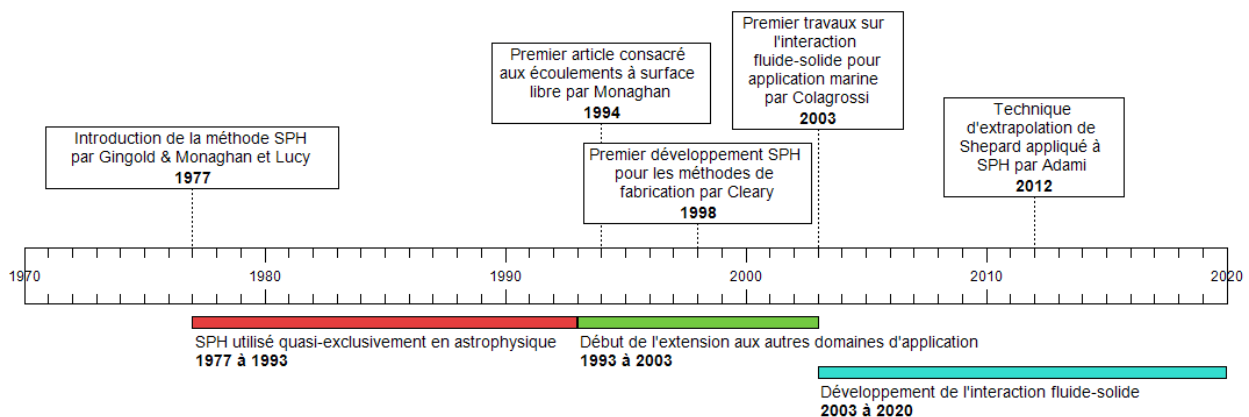 Introduction de la méthode SPH
par Gingold & Monaghan et Lucy
1977
Premier article consacré
aux écoulements à surface
libre par Monaghan
1994
Premier développement SPH
pour les méthodes de
fabrication par Cleary
1998
Premier travaux sur
l'interaction
fluide-solide pour
application marine
par Colagrossi
2003
Technique
d'extrapolation de
Shepard appliqué à
SPH par Adami
2012
1970
1980
1990
2000
2010
2020
SPH utilisé quasi-exclusivement en astrophysique
1977 à 1993
Début de l'extension aux autres domaines d'application
1993 à 2003
Développement de l'interaction fluide-solide
2003 à 2020